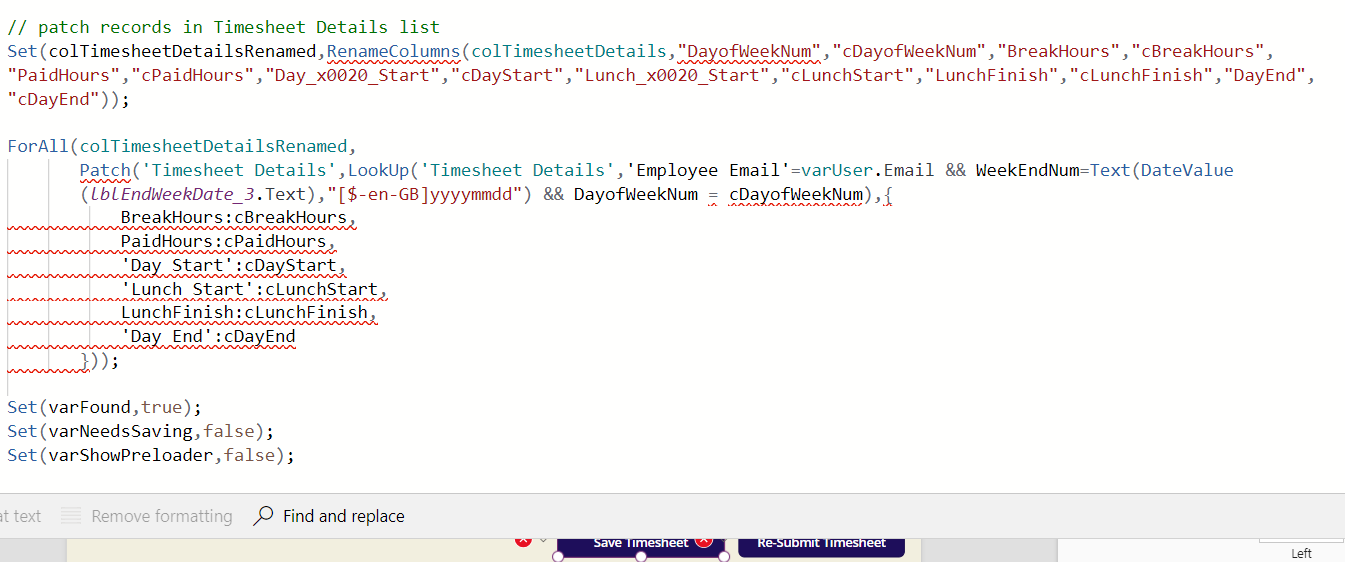 // patch records in Timesheet Details list
Set(colTimesheetDetailsRenamed,RenameColumns(colTimesheetDetails,"DayofWeekNum","cDayofWeekNum","BreakHours","cBreakHours",
"PaidHours","cPaidHours","Day_x0020_Start","cDayStart","Lunch_x0020_Start","cLunchStart","LunchFinish","cLunchFinish","DayEnd",
"cDayEnd"));
ForAll(colTimesheetDetailsRenamed,
Patch('Timesheet Details',LookUp('Timesheet Details','Employee Email'=varUser.Email && WeekEndNum=Text(DateValue
(lblEndWeekDate_3.Text),"[$-en-GB]yyyymmdd") && DayofWeekNum = cDayofWeekNum),{
BreakHours:cBreakHours,
PaidHours:cPaidHours,
'Day Start':cDayStart,
'Lunch Start':cLunchStart,
LunchFinish:cLunchFinish,
'Day End':cDayEnd
}));
Set(varFound,true);
Set(varNeedsSaving,false);
Set(varShowPreloader,false);
at text Remove formatting Find and replace
Save Timesheet Re-Submit Timesheet
Left